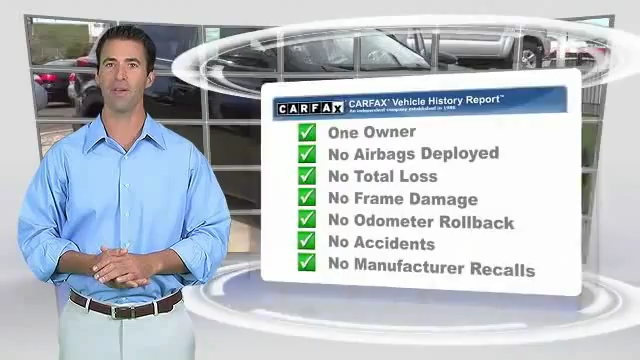 CARFAX
CARFAX Vehicle History Report™
An independent company established in 1986
One Owner
No Airbags Deployed
No Total Loss
No Frame Damage
No Odometer Rollback
No Accidents
No Manufacturer Recalls